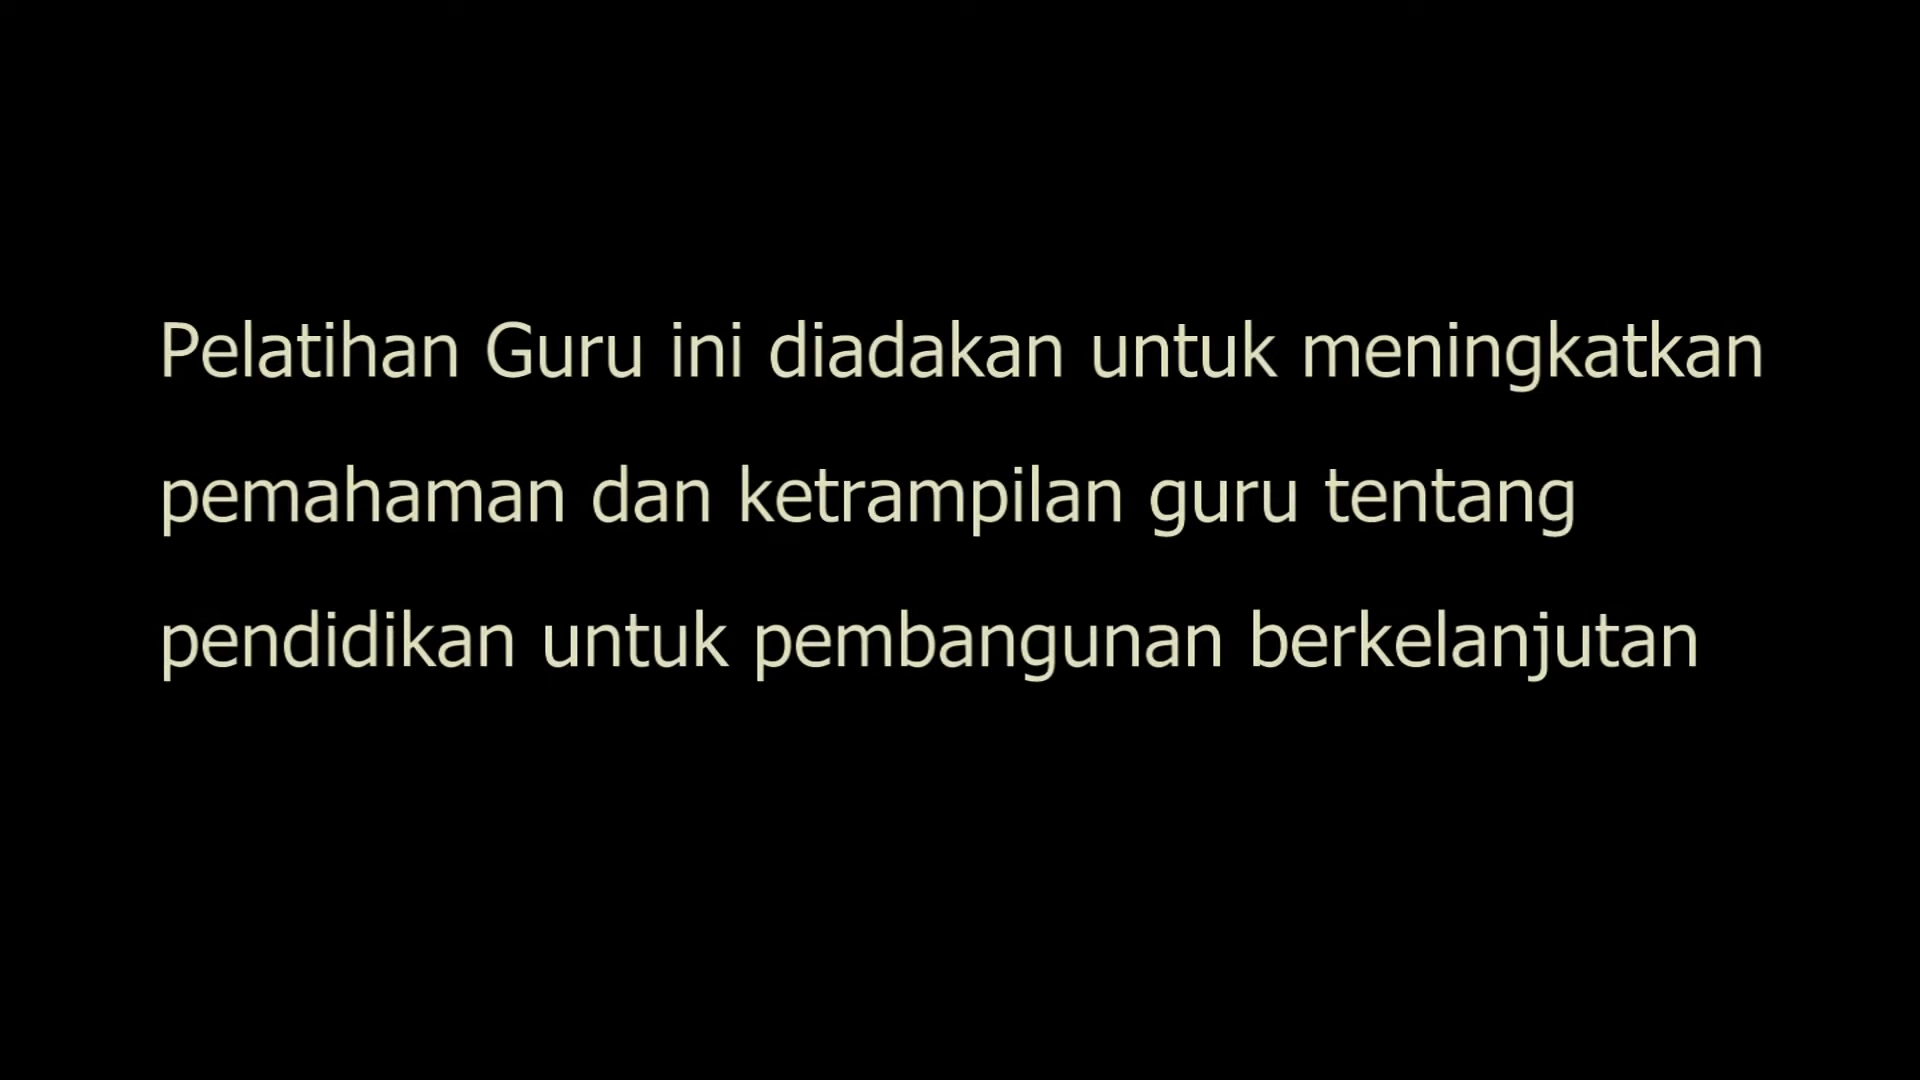 Pelatihan Guru ini diadakan untuk meningkatkan
pemahaman dan ketrampilan guru tentang
pendidikan untuk pembangunan berkelanjutan